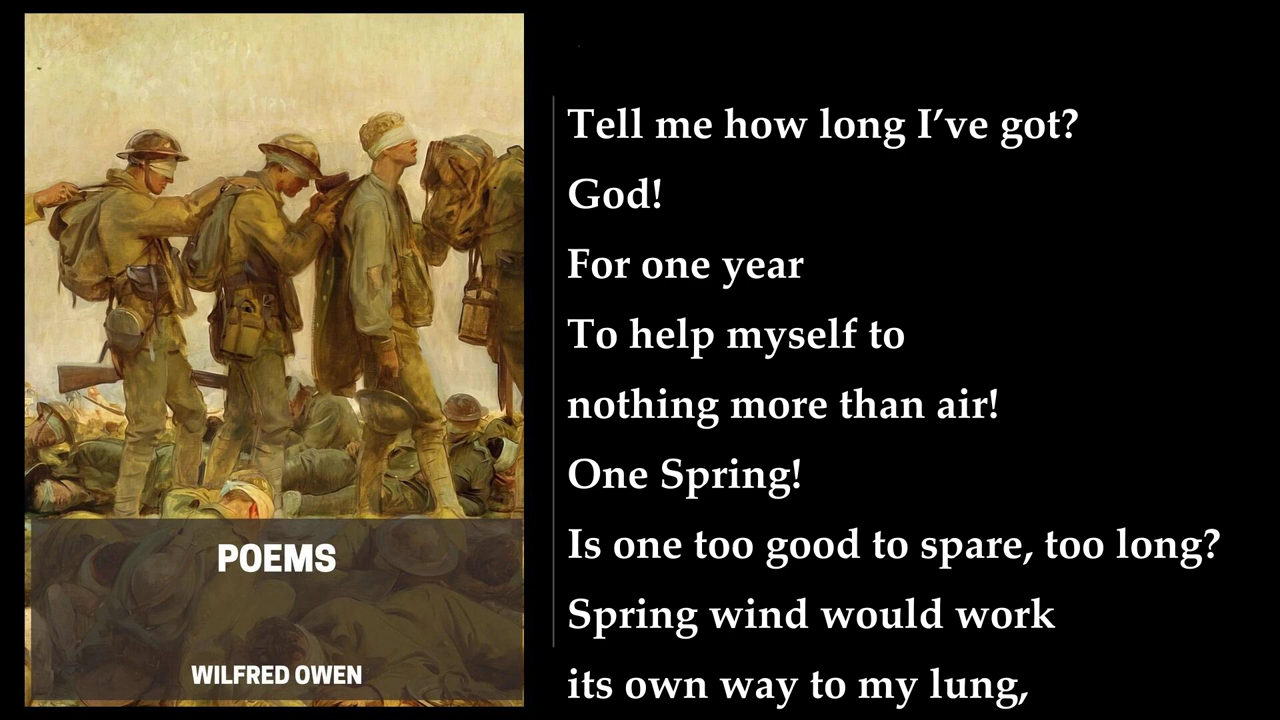 POEMS
WILFRED OWEN
Tell me how long I’ve got?
God!
For one year
To help myself to
nothing more than air!
One Spring!
Is one too good to spare, too long?
Spring wind would work
its own way to my lung,